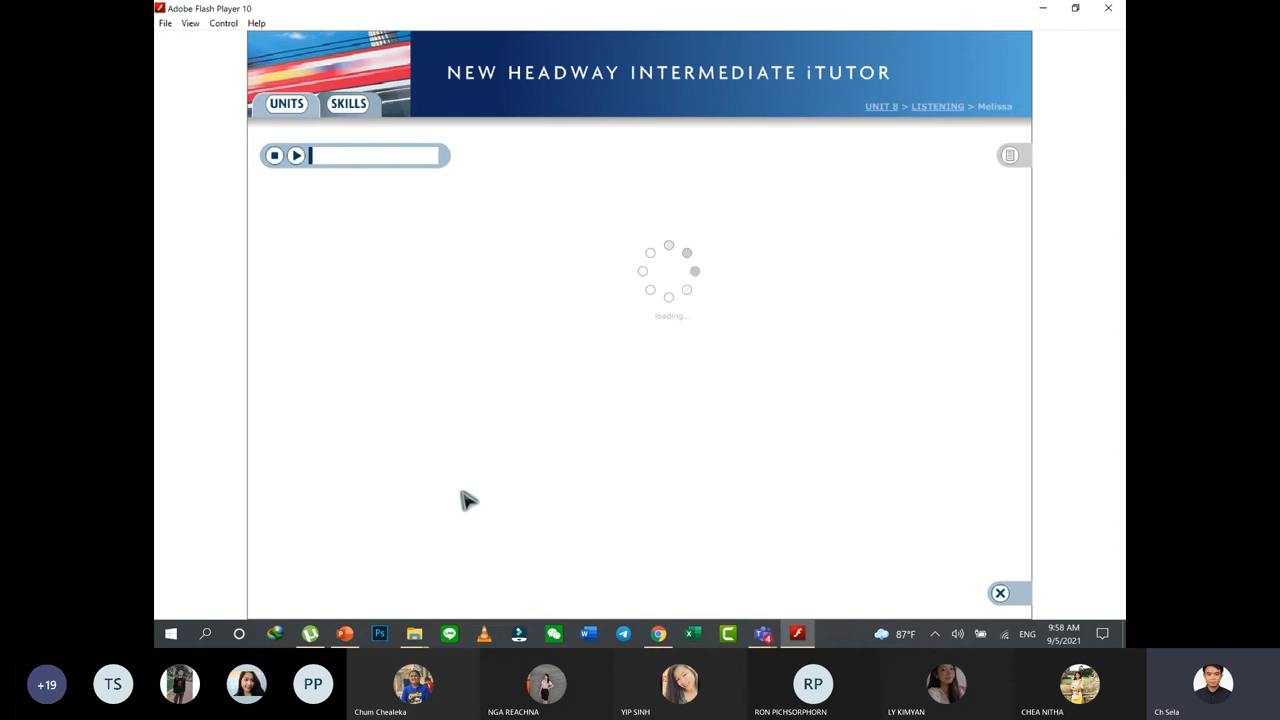 Adobe Flash Player 10
File View Control Help
NEW HEADWAY INTERMEDIATE iTUTOR
UNITS SKILLS
UNIT 8 > LISTENING > Melissa
loading...
87°F ENG 9:58 AM
9/5/2021
+19 TS PP Chum Chealeka NGA REACHNA YIP SINH RP RON PICHSORPHORN LY KIMYAN CHEA NITHA Ch Sela